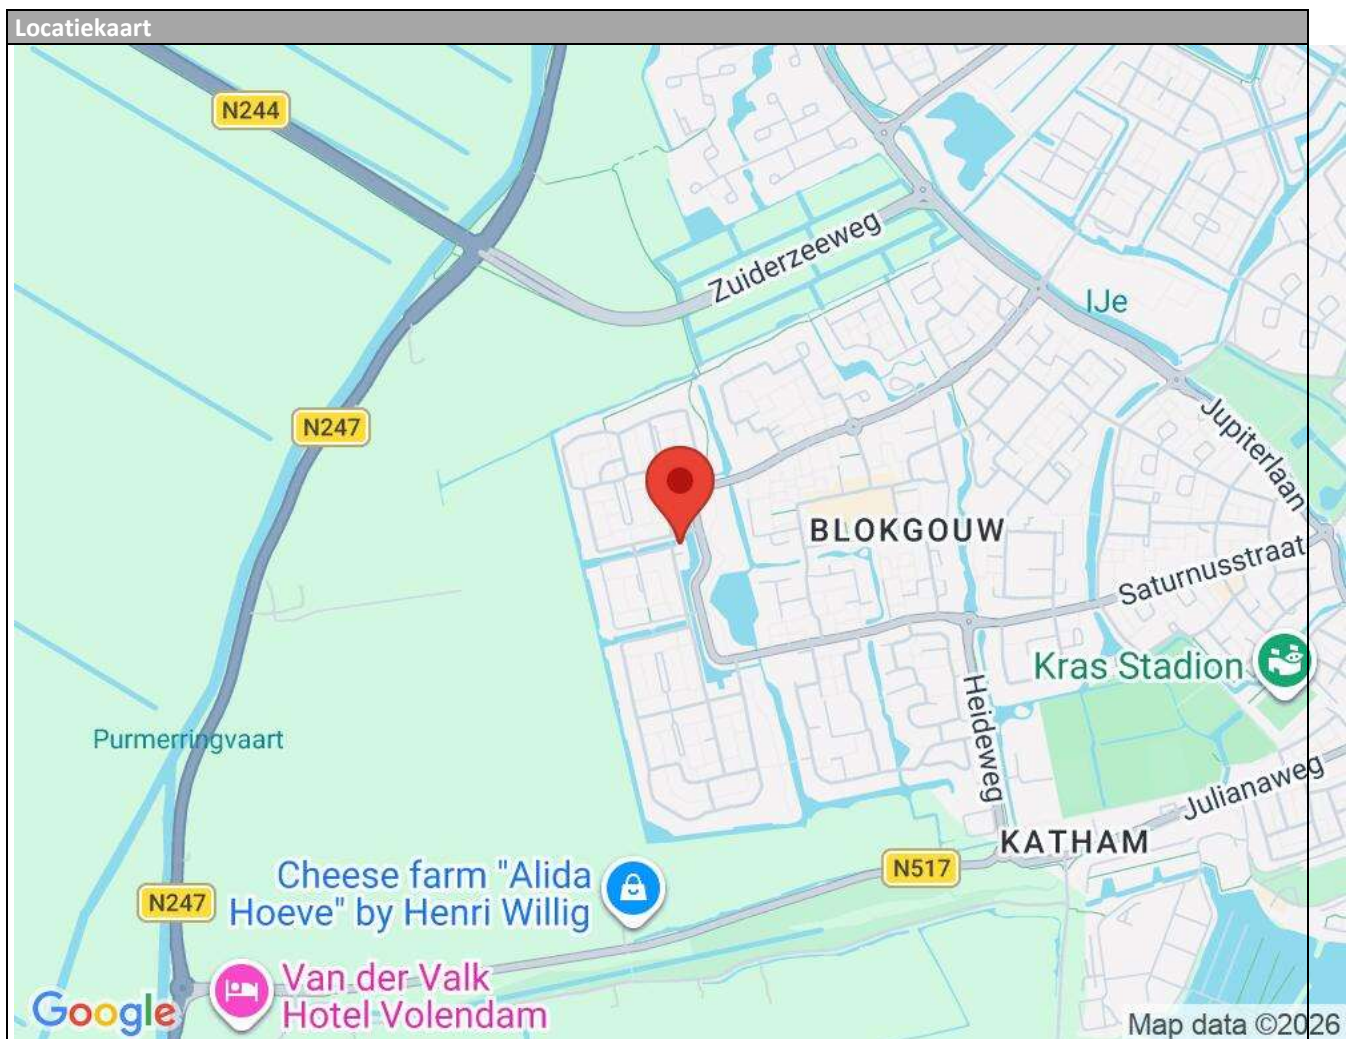 Locatiekaart
N244
Zuiderzeeweg
IJe
N247
Jupiterlaan
BLOKGOUW
Saturnusstraat
Kras Stadion
Heideweg
Purmerringvaart
Julianaweg
KATHAM
N517
Cheese farm "Alida
Hoeve" by Henri Willig
N247
Van der Valk
Hotel Volendam
Google
Map data ©2026